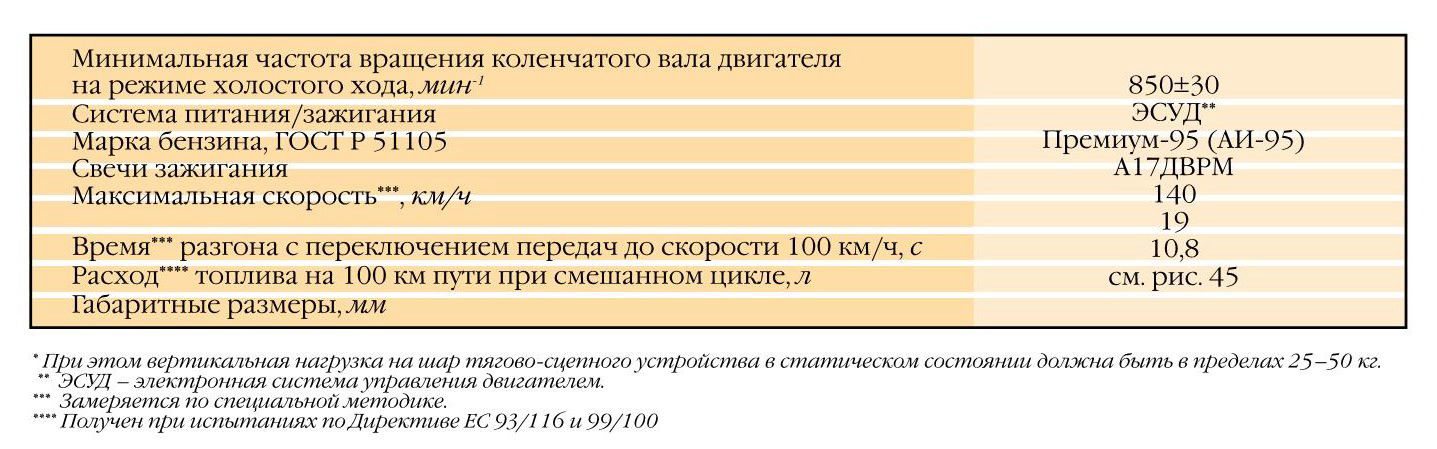 Минимальная частота вращения коленчатого вала двигателя
на режиме холостого хода, мин-1 850±30
Система питания/зажигания ЭСУД**
Марка бензина, ГОСТ Р 51105 Премиум-95 (АИ-95)
Свечи зажигания А17ДВРМ
Максимальная скорость***, км/ч 140
19
Время*** разгона с переключением передач до скорости 100 км/ч, с 10,8
Расход**** топлива на 100 км пути при смешанном цикле, л см. рис. 45
Габаритные размеры, мм
* При этом вертикальная нагрузка на шар тягово-сцепного устройства в статическом состоянии должна быть в пределах 25–50 кг.
** ЭСУД – электронная система управления двигателем.
*** Замеряется по специальной методике.
**** Получен при испытаниях по Директиве ЕС 93/116 и 99/100